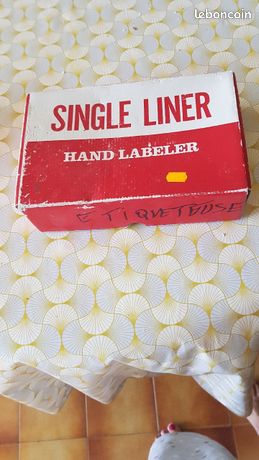 leboncoin
SINGLE LINER
HAND LABELER
ETIQUETEUSE